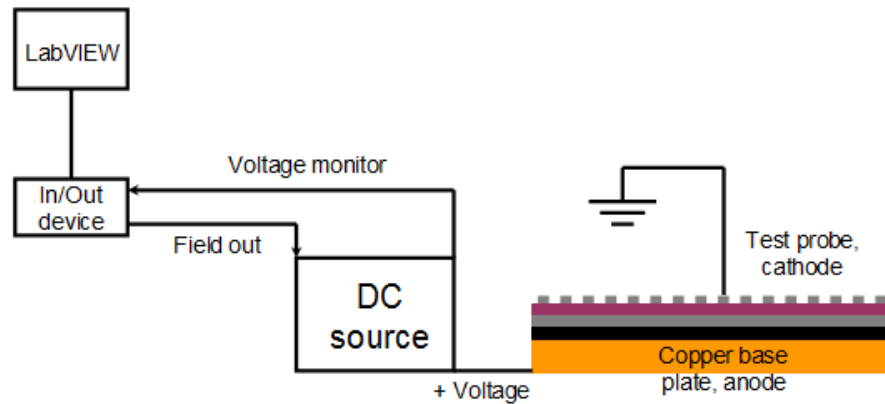 LabVIEW
Voltage monitor
In/Out
device
Field out
Test probe,
cathode
DC
source
Copper base
plate, anode
+ Voltage